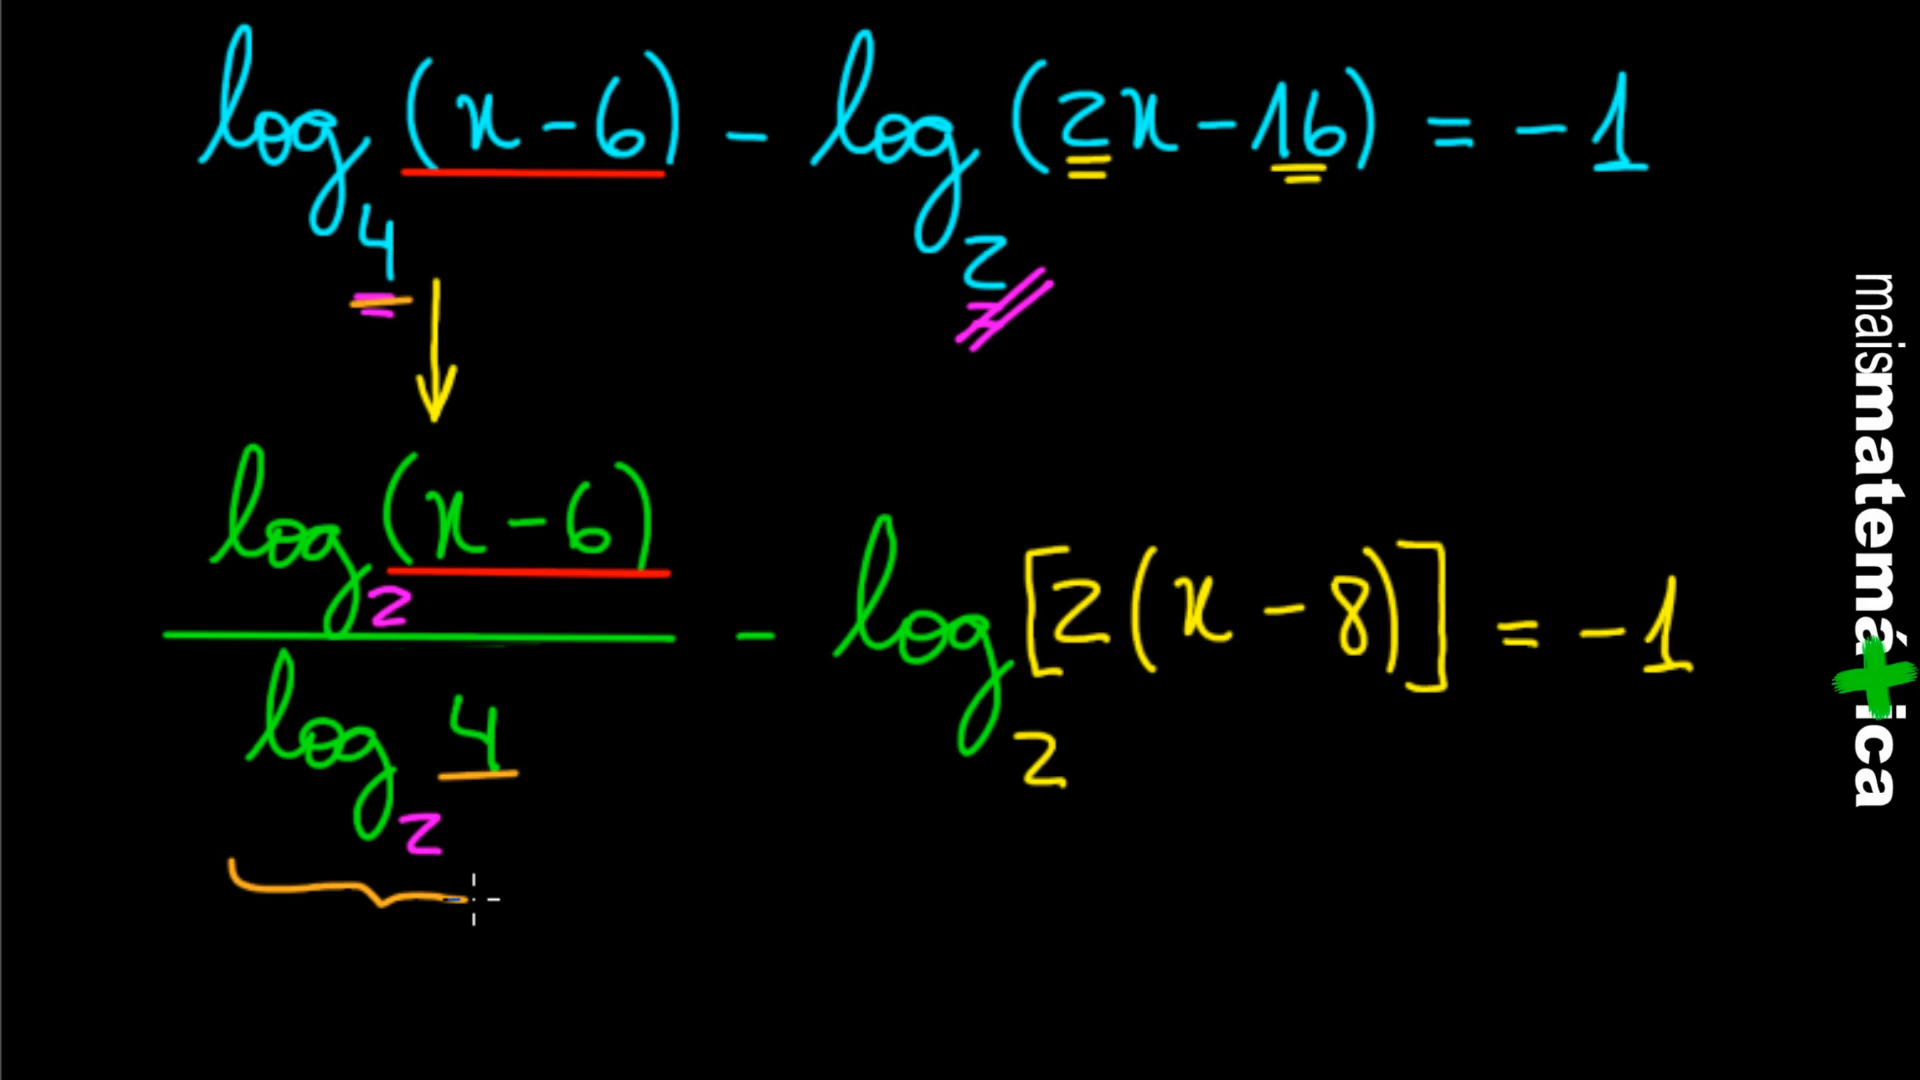 log₄(x-6) - log₂(2x-16) = -1
log₂(x-6)
log₂4
- log₂[2(x-8)] = -1
maismatemática